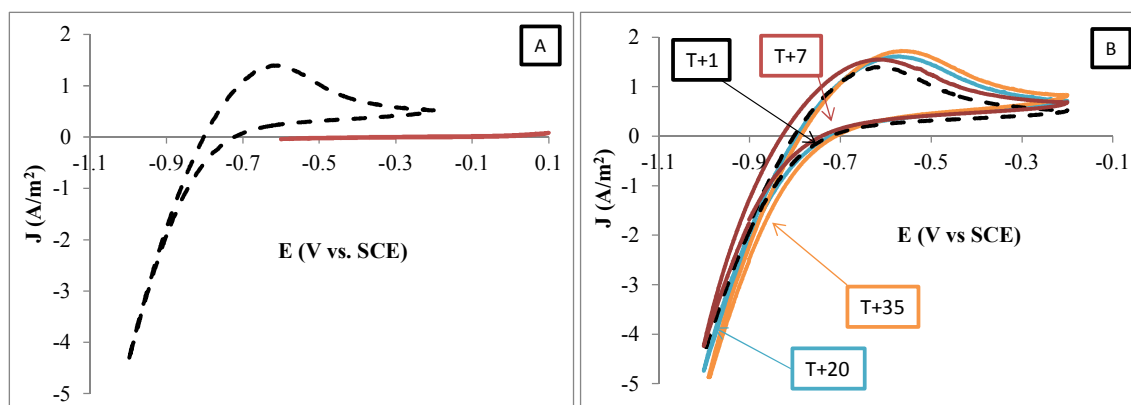 A
2
1
0
-1
-2
-3
-4
-5
-1.1 -0.9 -0.7 -0.5 -0.3 -0.1 0.1
J (A/m²)
E (V vs. SCE)
B
T+1
T+7
2
1
0
-1
-2
-3
-4
-5
-1.1 -0.9 -0.7 -0.5 -0.3 -0.1
J (A/m²)
E (V vs SCE)
T+35
T+20